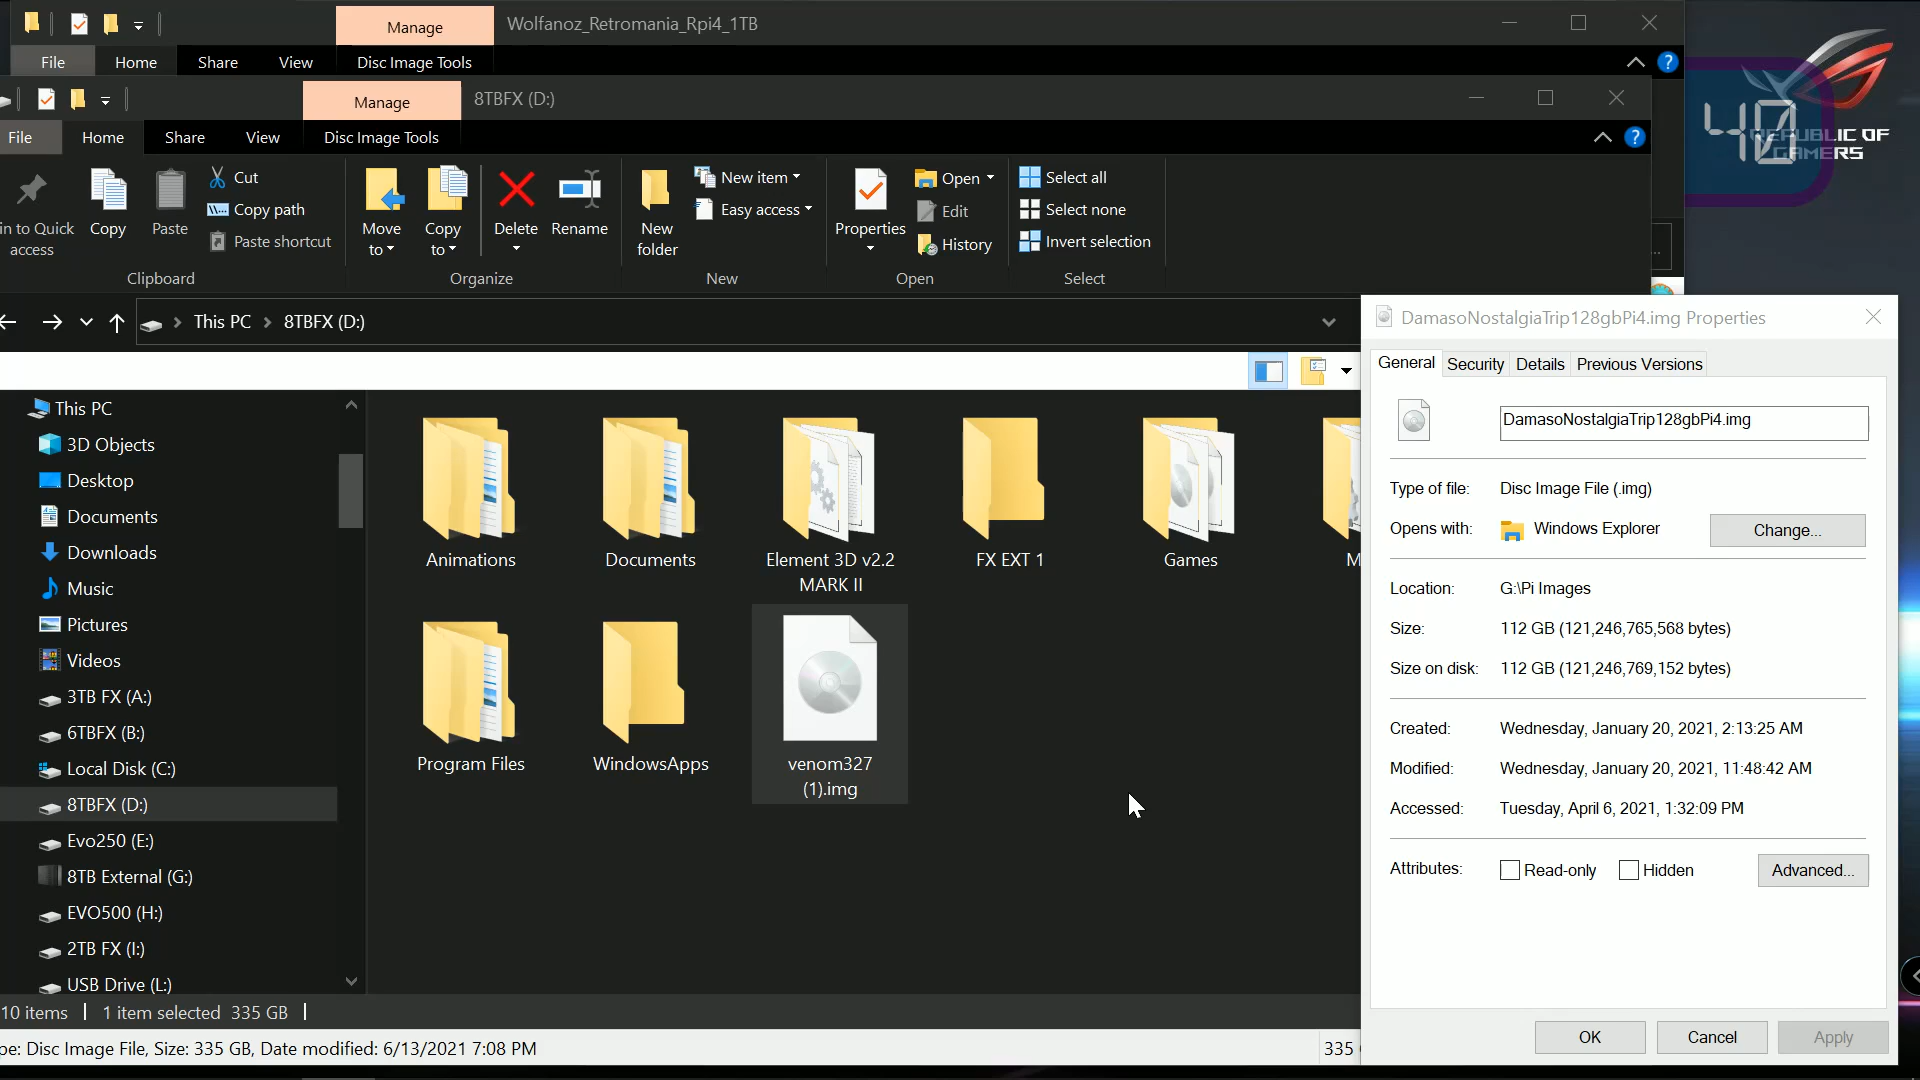 Manage
Wolfanoz_Retromania_Rpi4_1TB
File Home Share View Disc Image Tools
?
Manage
8TBFX (D:)
File Home Share View Disc Image Tools
?
40
REPUBLIC OF
GAMERS
in to Quick
access
Copy
Paste
Cut
Copy path
Paste shortcut
Clipboard
Move
to
Copy
to
Delete
Rename
Organize
New
folder
New item
Easy access
New
Properties
Open
Edit
History
Open
Select all
Select none
Invert selection
Select
This PC > 8TBFX (D:)
This PC
3D Objects
Desktop
Documents
Downloads
Music
Pictures
Videos
3TB FX (A:)
6TBFX (B:)
Local Disk (C:)
8TBFX (D:)
Evo250 (E:)
8TB External (G:)
EVO500 (H:)
2TB FX (I:)
USB Drive (L:)
Animations
Documents
Element 3D v2.2
MARK II
FX EXT 1
Games
M
Program Files
WindowsApps
venom327
(1).img
10 items 1 item selected 335 GB
pe: Disc Image File, Size: 335 GB, Date modified: 6/13/2021 7:08 PM
335
DamasoNostalgiaTrip128gbPi4.img Properties
General Security Details Previous Versions
DamasoNostalgiaTrip128gbPi4.img
Type of file: Disc Image File (.img)
Opens with: Windows Explorer Change...
Location: G:\Pi Images
Size: 112 GB (121,246,765,568 bytes)
Size on disk: 112 GB (121,246,769,152 bytes)
Created: Wednesday, January 20, 2021, 2:13:25 AM
Modified: Wednesday, January 20, 2021, 11:48:42 AM
Accessed: Tuesday, April 6, 2021, 1:32:09 PM
Attributes: Read-only Hidden Advanced...
OK Cancel Apply